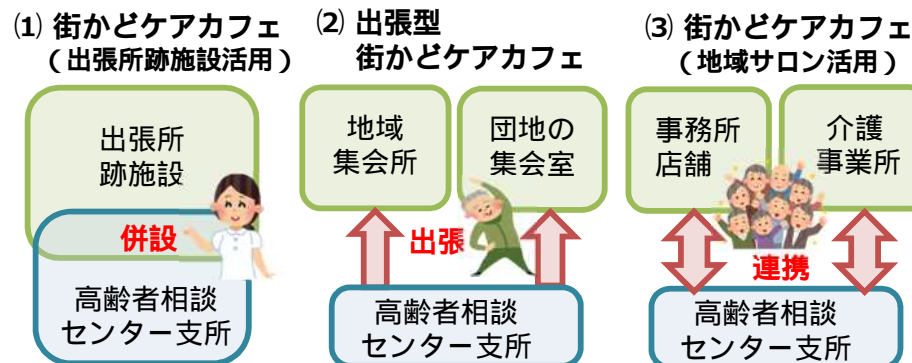 ⑴ 街かどケアカフェ
（出張所跡施設活用）
出張所
跡施設
併設
高齢者相談
センター支所
⑵ 出張型
街かどケアカフェ
地域
集会所
団地の
集会室
出張
高齢者相談
センター支所
⑶ 街かどケアカフェ
（地域サロン活用）
事務所
店舗
介護
事業所
連携
高齢者相談
センター支所